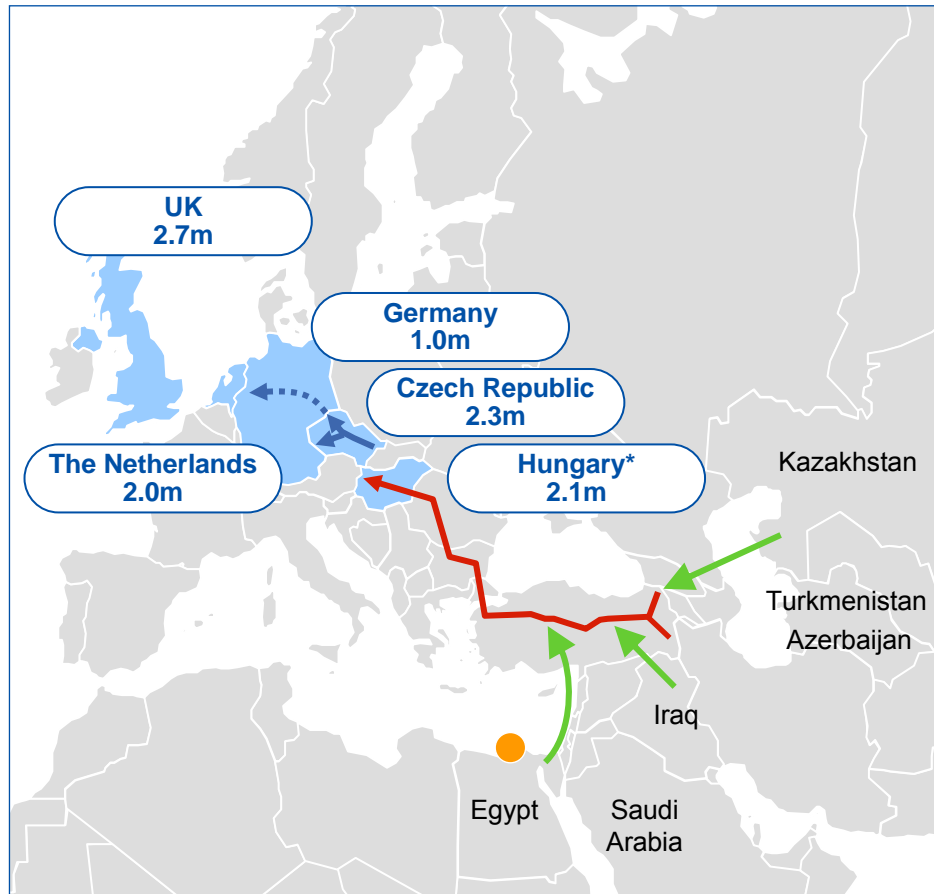 UK
2.7m
Germany
1.0m
Czech Republic
2.3m
The Netherlands
2.0m
Hungary*
2.1m
Kazakhstan
Turkmenistan
Azerbaijan
Iraq
Egypt
Saudi
Arabia